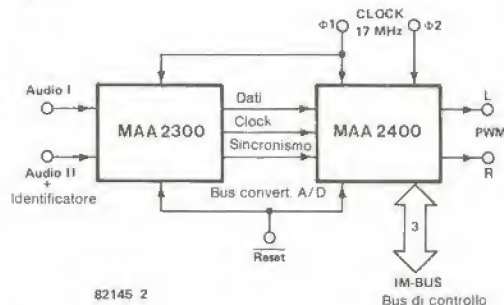 Φ1 CLOCK Φ2
17 MHz
Audio I
Audio II
+
Identificatore
MAA 2300
Dati
Clock
Sincronismo
Bus convert. A/D
MAA 2400
L
PWM
R
Reset
3
IM-BUS
Bus di controllo
82145 2